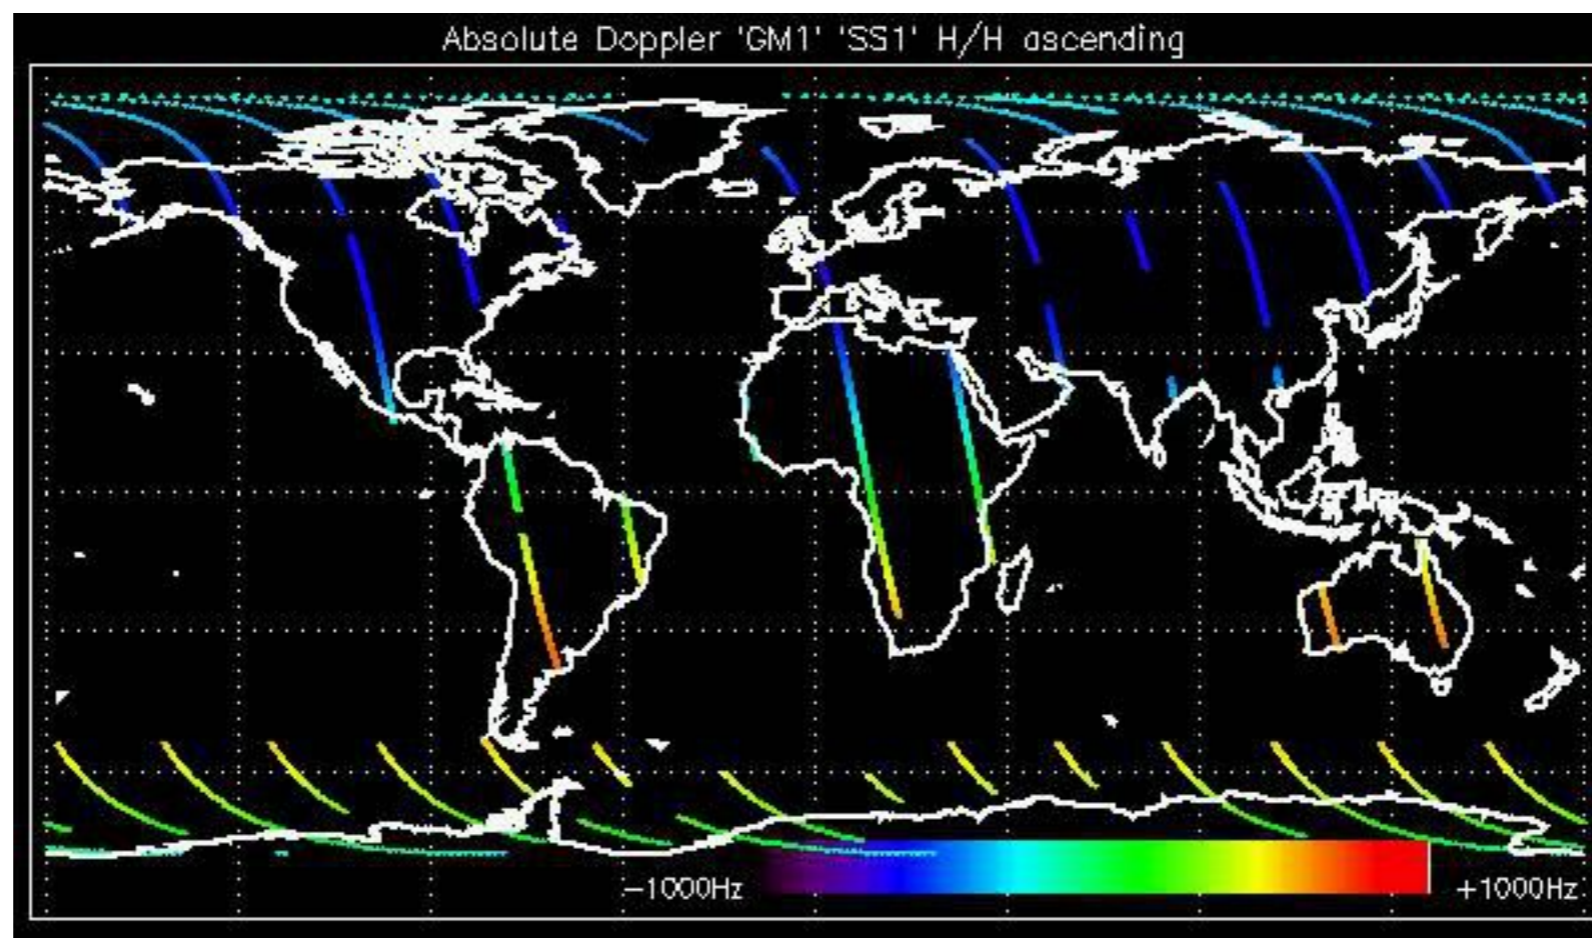 Absolute Doppler 'GM1' 'SS1' H/H ascending
-1000Hz
+1000Hz